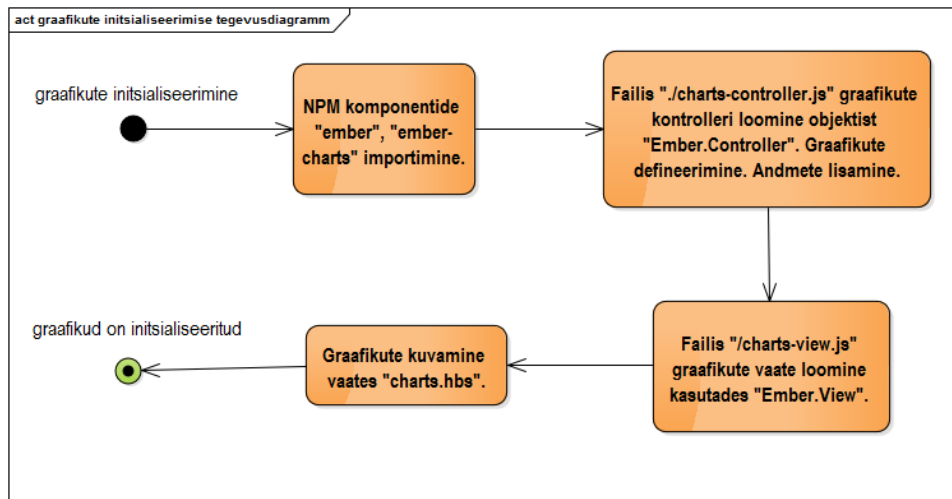 act graafikute initsialiseerimise tegevusdiagramm
graafikute initsialiseerimine
NPM komponentide
"ember", "ember-
charts" importimine.
Failis "./charts-controller.js" graafikute
kontrolleri loomine objektist
"Ember.Controller". Graafikute
defineerimine. Andmete lisamine.
Failis "/charts-view.js"
graafikute vaate loomine
kasutades "Ember.View".
Graafikute kuvamine
vaates "charts.hbs".
graafikud on initsialiseeritud